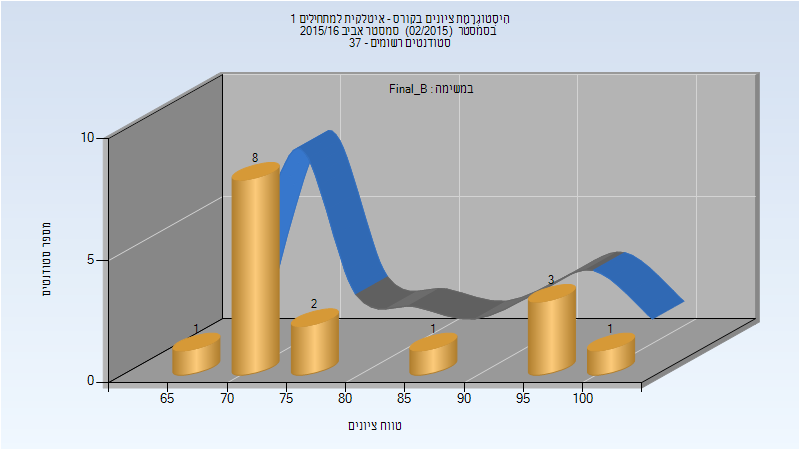 היסטוגרמת ציונים בקורס - איטלקית למתחילים 1
בסמסטר (02/2015) סמסטר אביב 2015/16
סטודנטים רשומים - 37
במשימה : Final_B
מספר סטודנטים
10
5
0
1
8
2
1
3
1
65 70 75 80 85 90 95 100
טווח ציונים